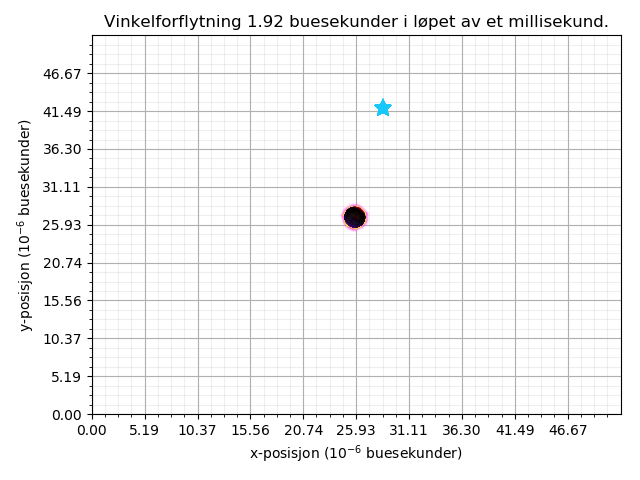 Vinkelforflytning 1.92 buesekunder i løpet av et millisekund.
46.67
41.49
36.30
31.11
25.93
20.74
15.56
10.37
5.19
0.00
y-posisjon (10⁻⁶ buesekunder)
0.00 5.19 10.37 15.56 20.74 25.93 31.11 36.30 41.49 46.67
x-posisjon (10⁻⁶ buesekunder)